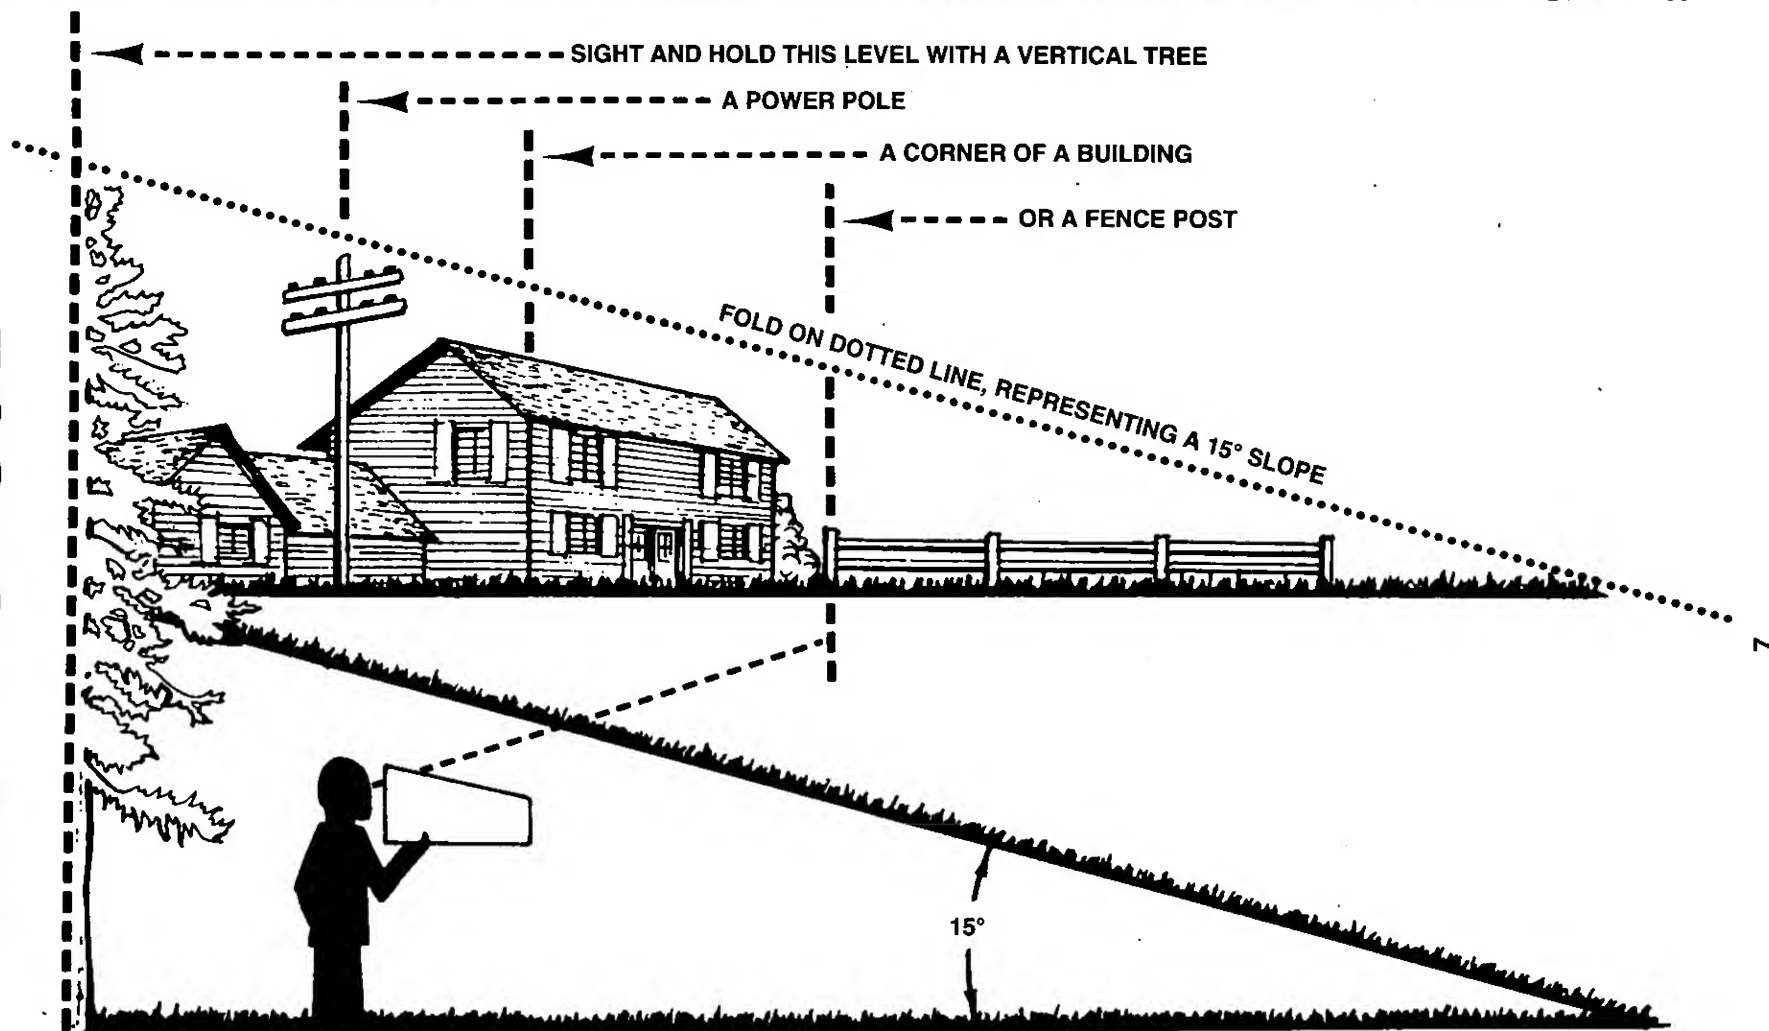 SIGHT AND HOLD THIS LEVEL WITH A VERTICAL TREE
A POWER POLE
A CORNER OF A BUILDING
OR A FENCE POST
FOLD ON DOTTED LINE, REPRESENTING A 15° SLOPE
7
15°